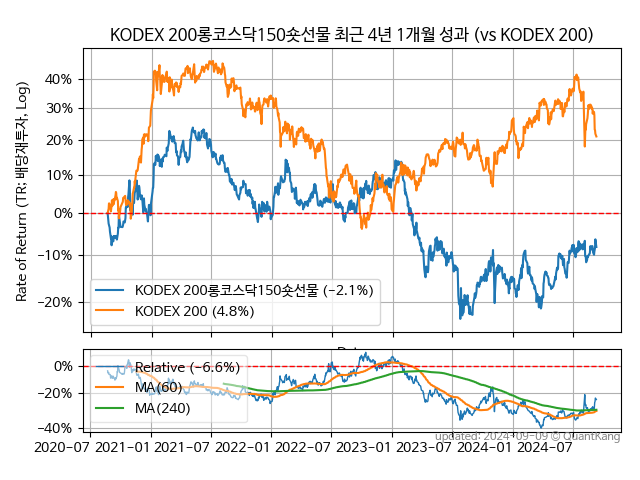 KODEX 200롱코스닥150숏선물 최근 4년 1개월 성과 (vs KODEX 200)
Rate of Return (TR: 배당재투자, Log)
40%
30%
20%
10%
0%
−10%
−20%
KODEX 200롱코스닥150숏선물 (−2.1%)
KODEX 200 (4.8%)
0%
−20%
−40%
Relative (−6.6%)
MA(60)
MA(240)
updated: 2024-09-09 © QuantKang
2020-07 2021-01 2021-07 2022-01 2022-07 2023-01 2023-07 2024-01 2024-07